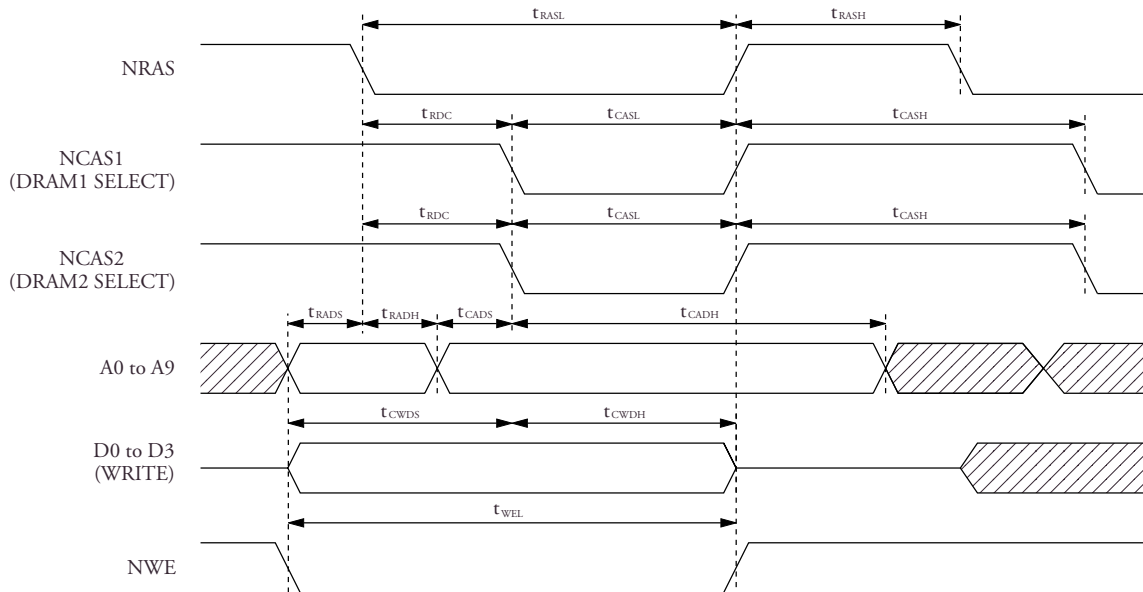 tRASL tRASH
NRAS
tRDC tCASL tCASH
NCAS1
(DRAM1 SELECT)
tRDC tCASL tCASH
NCAS2
(DRAM2 SELECT)
tRADS tRADH tCADS tCADH
A0 to A9
tCWDS tCWDH
D0 to D3
(WRITE)
tWEL
NWE